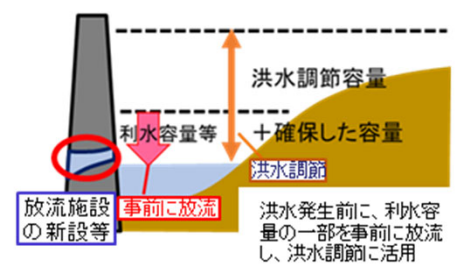 洪水調節容量
利水容量等
＋確保した容量
洪水調節
放流施設
の新設等
事前に放流
洪水発生前に、利水容
量の一部を事前に放流
し、洪水調節に活用